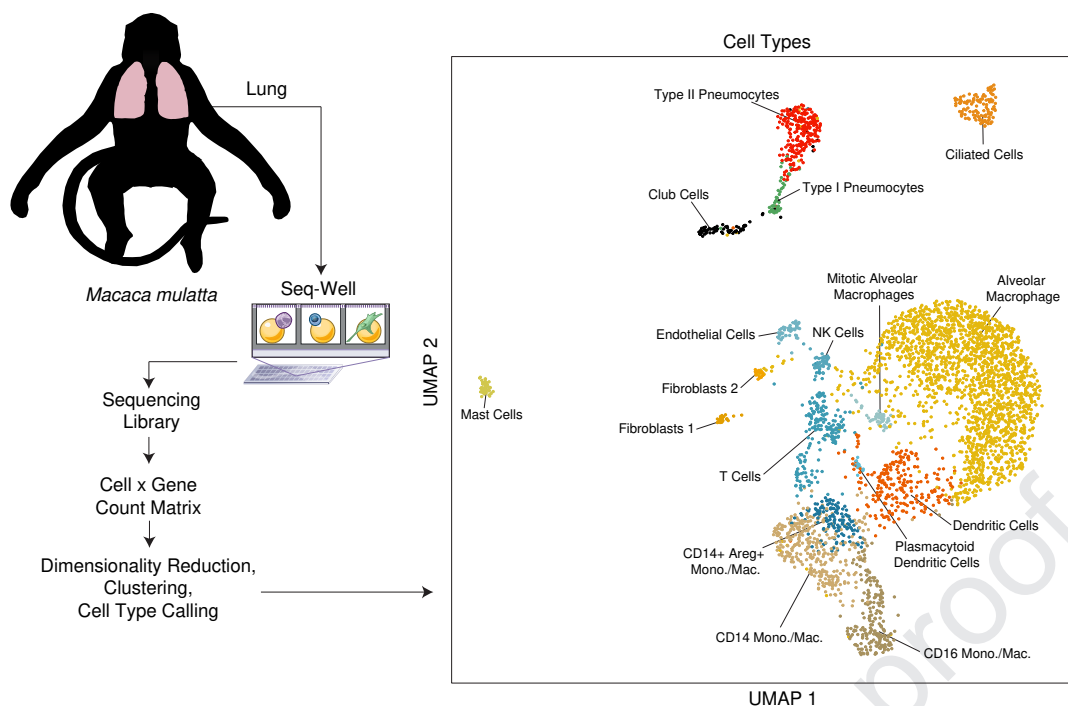 Lung
Macaca mulatta
Seq-Well
Sequencing
Library
Cell x Gene
Count Matrix
Dimensionality Reduction,
Clustering,
Cell Type Calling
Cell Types
UMAP 2
UMAP 1
Type II Pneumocytes
Ciliated Cells
Type I Pneumocytes
Club Cells
Mitotic Alveolar
Macrophages
Alveolar
Macrophage
Endothelial Cells
NK Cells
Fibroblasts 2
Mast Cells
Fibroblasts 1
T Cells
Dendritic Cells
Plasmacytoid
Dendritic Cells
CD14+ Areg+
Mono./Mac.
CD14 Mono./Mac.
CD16 Mono./Mac.
proof